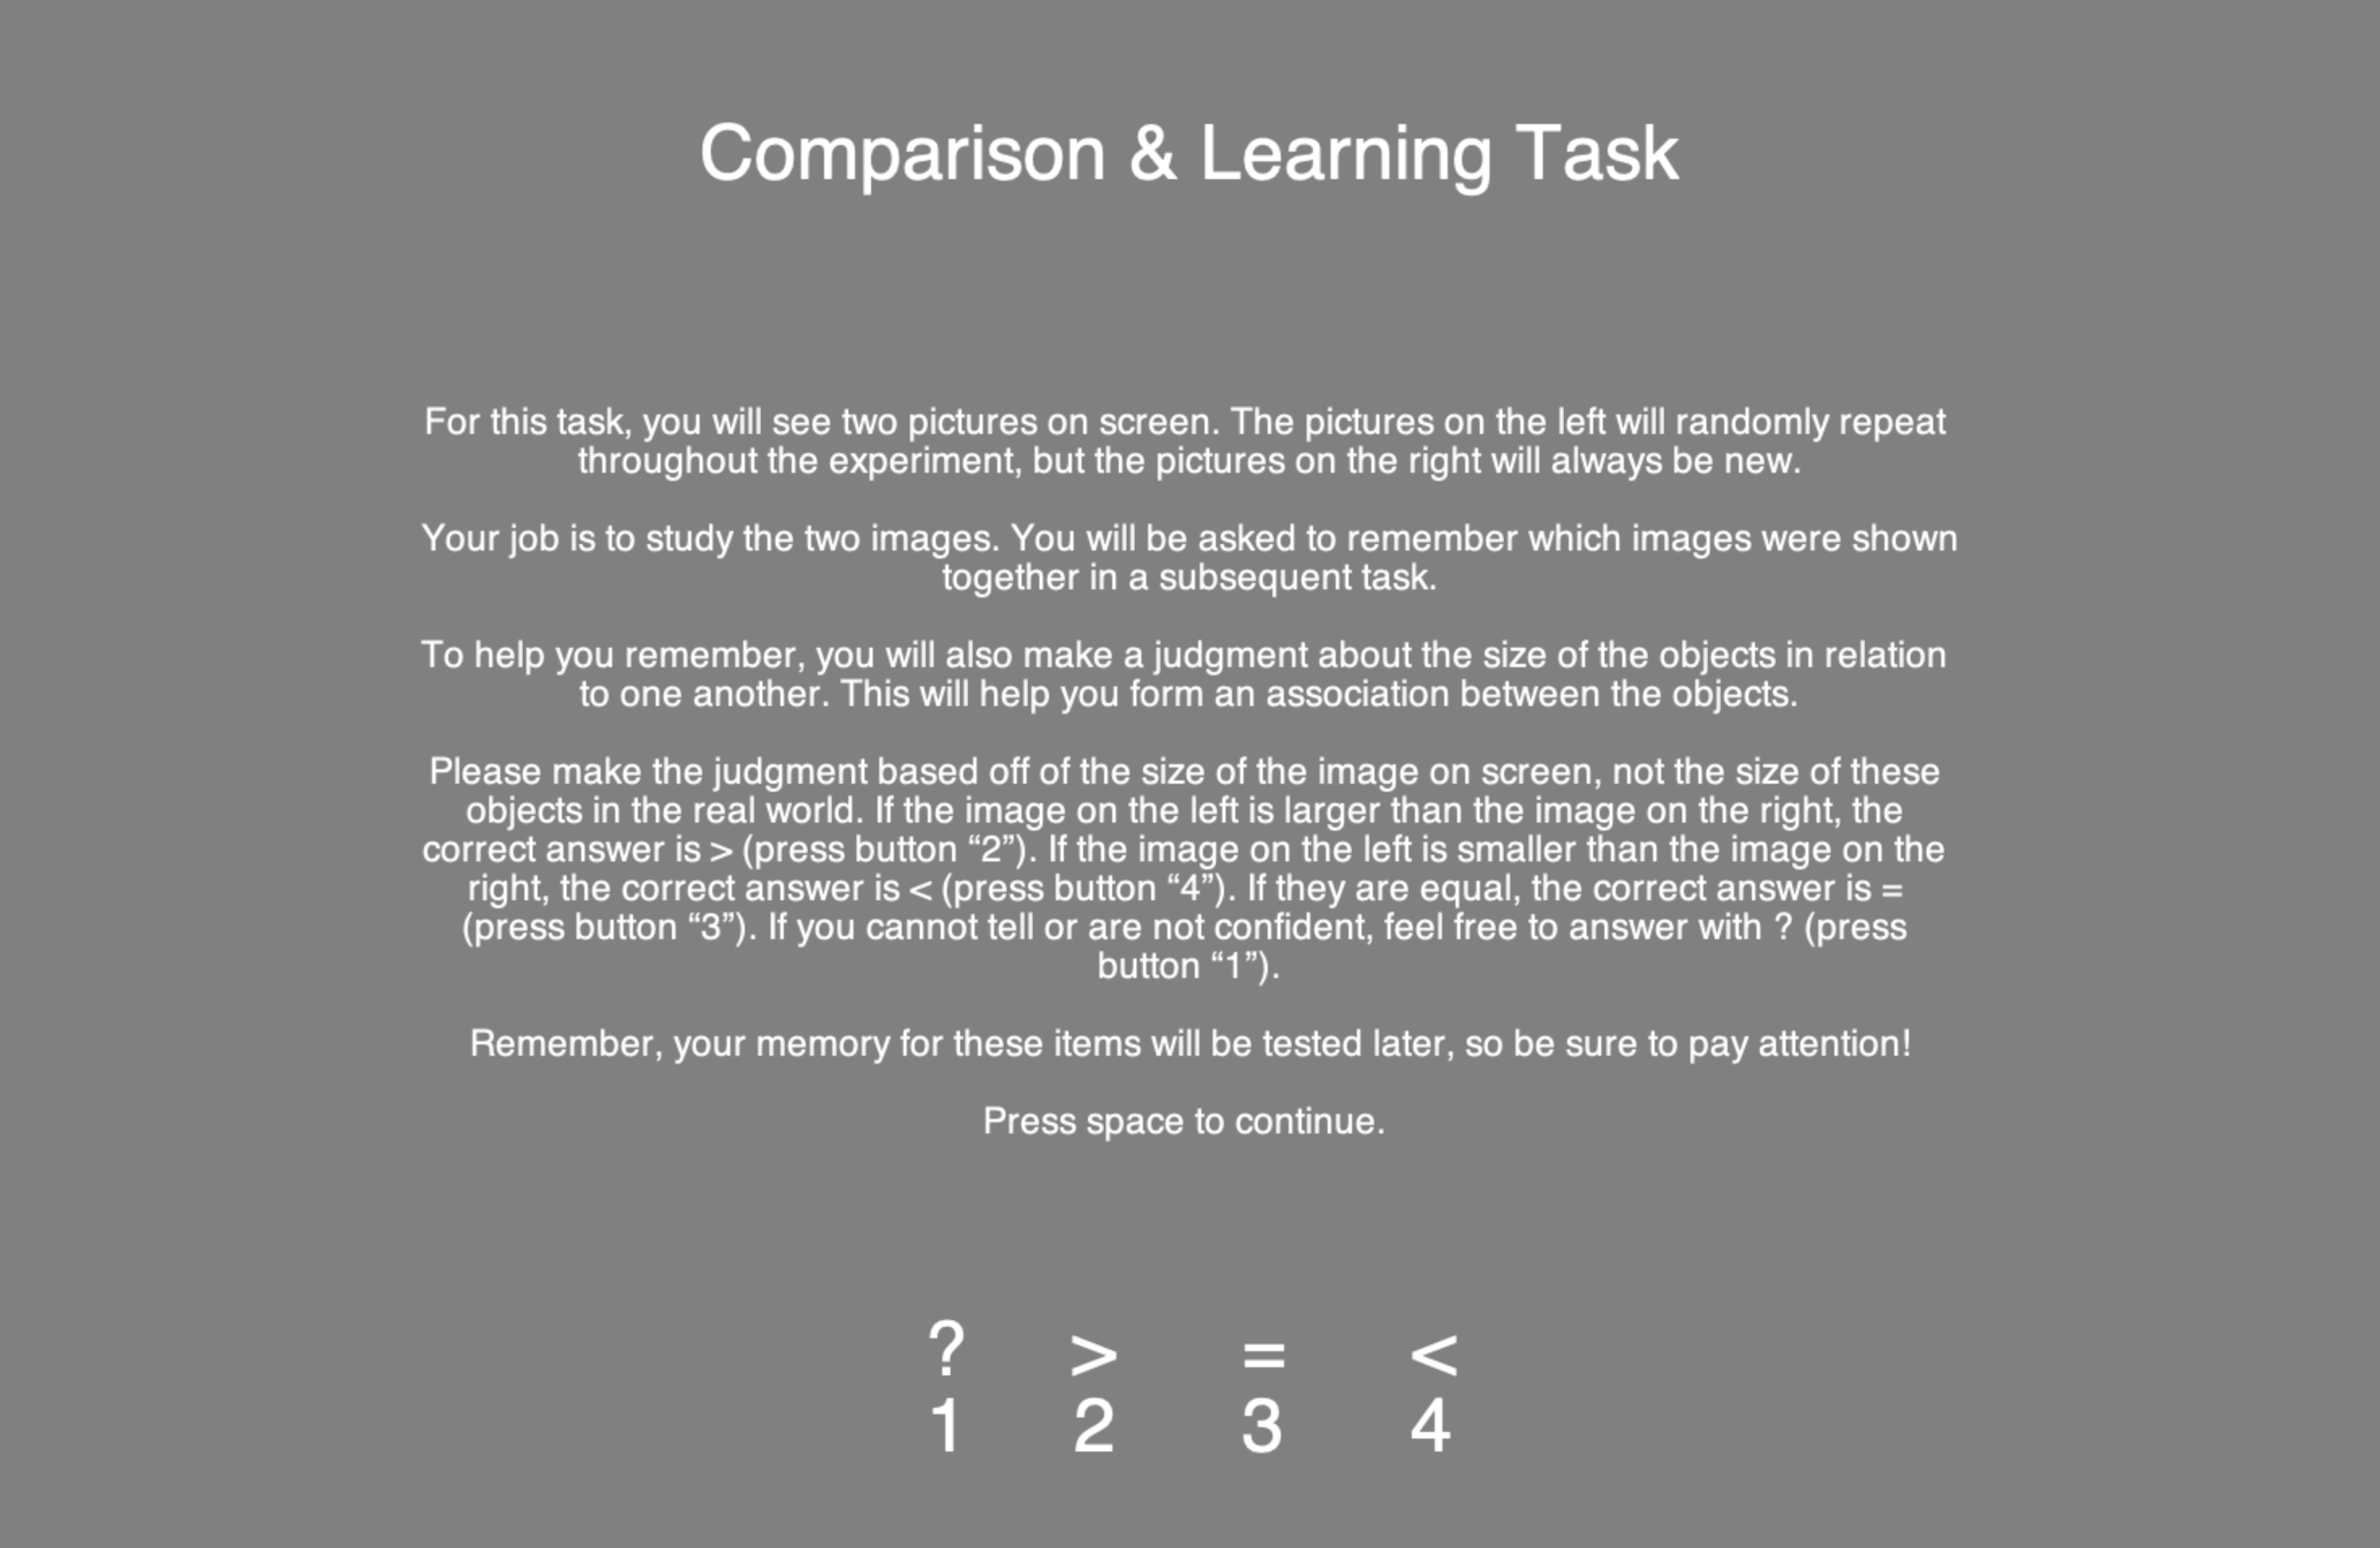 Comparison & Learning Task
For this task, you will see two pictures on screen. The pictures on the left will randomly repeat
throughout the experiment, but the pictures on the right will always be new.
Your job is to study the two images. You will be asked to remember which images were shown
together in a subsequent task.
To help you remember, you will also make a judgment about the size of the objects in relation
to one another. This will help you form an association between the objects.
Please make the judgment based off of the size of the image on screen, not the size of these
objects in the real world. If the image on the left is larger than the image on the right, the
correct answer is > (press button “2”). If the image on the left is smaller than the image on the
right, the correct answer is < (press button “4”). If they are equal, the correct answer is =
(press button “3”). If you cannot tell or are not confident, feel free to answer with ? (press
button “1”).
Remember, your memory for these items will be tested later, so be sure to pay attention!
Press space to continue.
? > = <
1 2 3 4